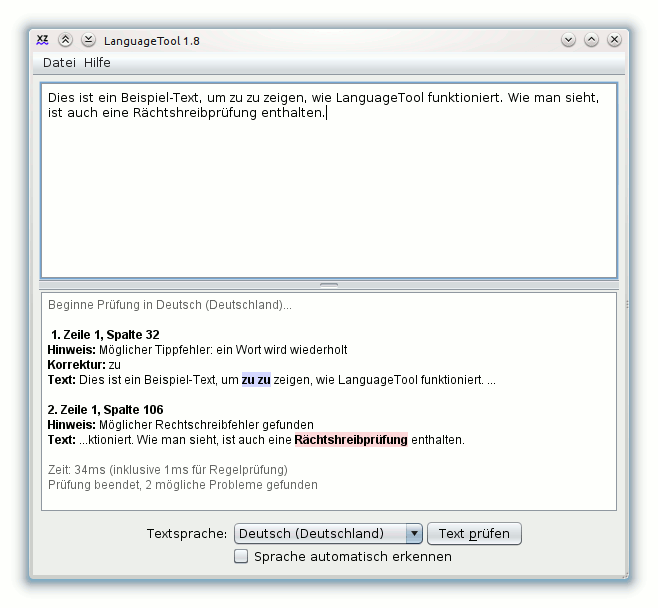 LanguageTool 1.8
Datei Hilfe
Dies ist ein Beispiel-Text, um zu zu zeigen, wie LanguageTool funktioniert. Wie man sieht,
ist auch eine Rächtshreibprüfung enthalten.
Beginne Prüfung in Deutsch (Deutschland)...
1. Zeile 1, Spalte 32
Hinweis: Möglicher Tippfehler: ein Wort wird wiederholt
Korrektur: zu
Text: Dies ist ein Beispiel-Text, um zu zu zeigen, wie LanguageTool funktioniert. ...
2. Zeile 1, Spalte 106
Hinweis: Möglicher Rechtschreibfehler gefunden
Text: ...ktioniert. Wie man sieht, ist auch eine Rächtshreibprüfung enthalten.
Zeit: 34ms (inklusive 1ms für Regelprüfung)
Prüfung beendet, 2 mögliche Probleme gefunden
Textsprache: Deutsch (Deutschland) Text prüfen
Sprache automatisch erkennen